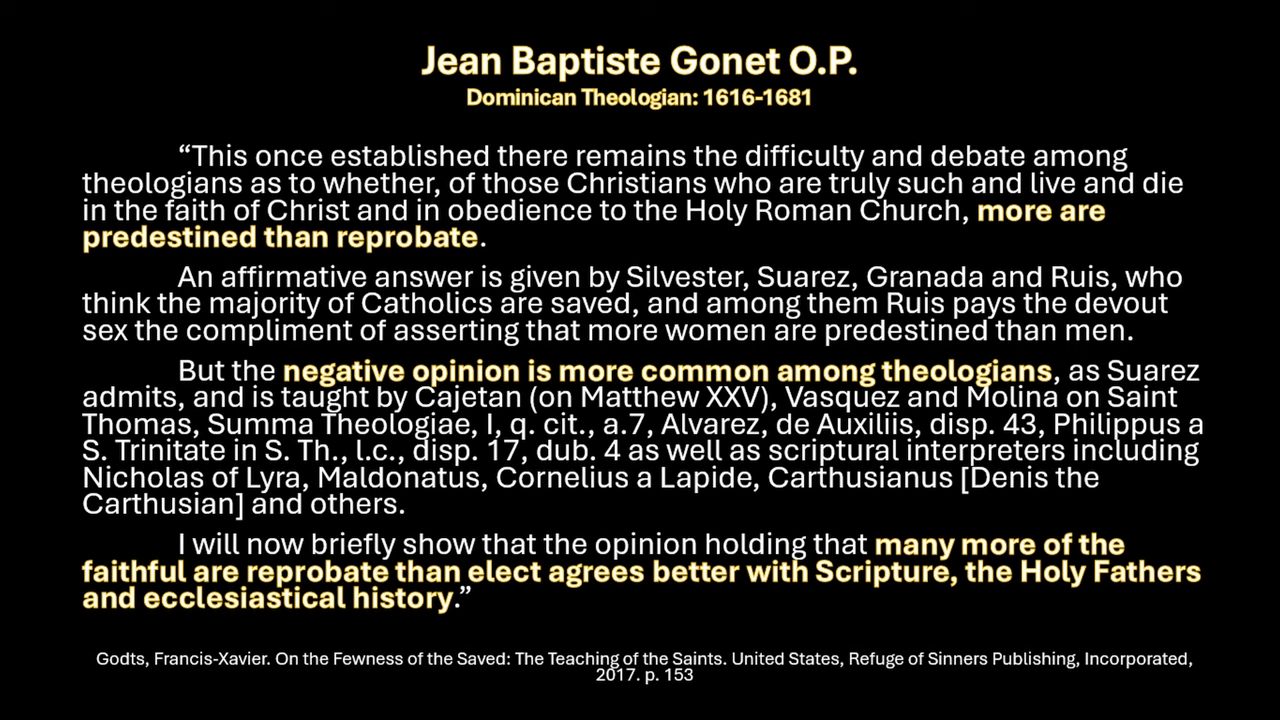 Jean Baptiste Gonet O.P.
Dominican Theologian: 1616-1681
“This once established there remains the difficulty and debate among
theologians as to whether, of those Christians who are truly such and live and die
in the faith of Christ and in obedience to the Holy Roman Church, more are
predestined than reprobate.
An affirmative answer is given by Silvester, Suarez, Granada and Ruis, who
think the majority of Catholics are saved, and among them Ruis pays the devout
sex the compliment of asserting that more women are predestined than men.
But the negative opinion is more common among theologians, as Suarez
admits, and is taught by Cajetan (on Matthew XXV), Vasquez and Molina on Saint
Thomas, Summa Theologiae, I, q. cit., a.7, Alvarez, de Auxiliis, disp. 43, Philippus a
S. Trinitate in S. Th., l.c., disp. 17, dub. 4 as well as scriptural interpreters including
Nicholas of Lyra, Maldonatus, Cornelius a Lapide, Carthusianus [Denis the
Carthusian] and others.
I will now briefly show that the opinion holding that many more of the
faithful are reprobate than elect agrees better with Scripture, the Holy Fathers
and ecclesiastical history.”
Godts, Francis-Xavier. On the Fewness of the Saved: The Teaching of the Saints. United States, Refuge of Sinners Publishing, Incorporated,
2017. p. 153